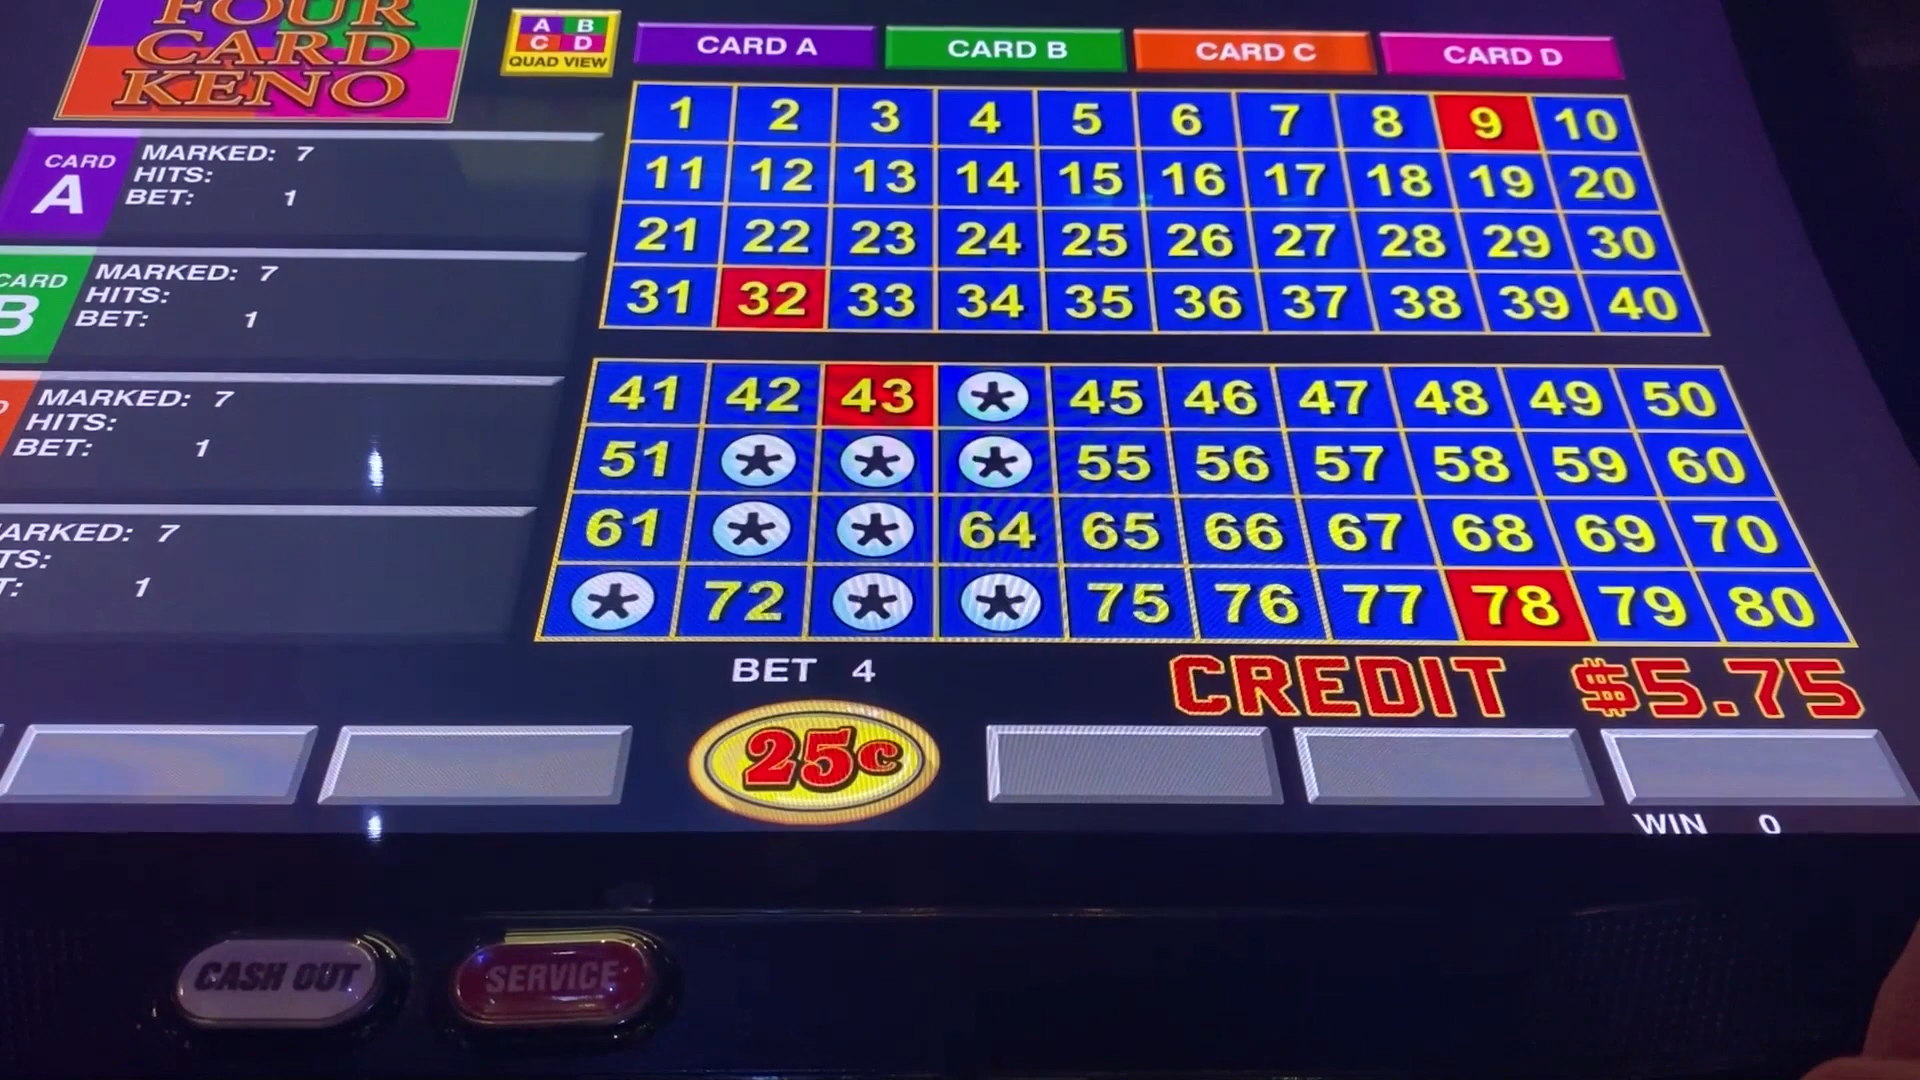 FOUR
CARD
KENO
A B
C D
QUAD VIEW
CARD A CARD B CARD C CARD D
1 2 3 4 5 6 7 8 9 10
11 12 13 14 15 16 17 18 19 20
21 22 23 24 25 26 27 28 29 30
31 32 33 34 35 36 37 38 39 40
41 42 43 45 46 47 48 49 50
51 55 56 57 58 59 60
61 64 65 66 67 68 69 70
72 75 76 77 78 79 80
CARD
A
MARKED: 7
HITS:
BET: 1
CARD
B
MARKED: 7
HITS:
BET: 1
MARKED: 7
HITS:
BET: 1
ARKED: 7
TS:
T: 1
BET 4
CREDIT $5.75
25¢
WIN 0
CASH OUT
SERVICE